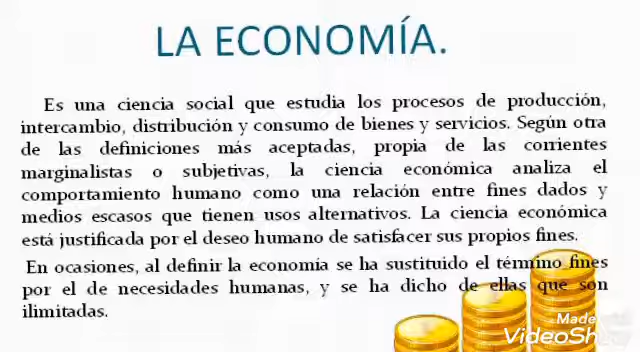 LA ECONOMÍA.
Es una ciencia social que estudia los procesos de producción,
intercambio, distribución y consumo de bienes y servicios. Según otra
de las definiciones más aceptadas, propia de las corrientes
marginalistas o subjetivas, la ciencia económica analiza el
comportamiento humano como una relación entre fines dados y
medios escasos que tienen usos alternativos. La ciencia económica
está justificada por el deseo humano de satisfacer sus propios fines.
En ocasiones, al definir la economía se ha sustituido el término fines
por el de necesidades humanas, y se ha dicho de ellas que son
ilimitadas.
Made
VideoSh